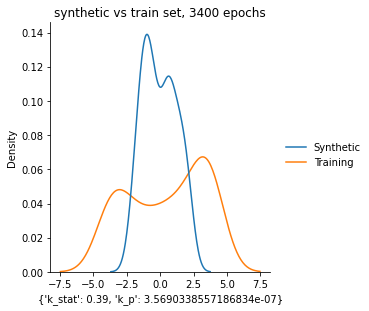 synthetic vs train set, 3400 epochs
0.14
0.12
0.10
0.08
0.06
0.04
0.02
0.00
Density
Synthetic
Training
−7.5 −5.0 −2.5 0.0 2.5 5.0 7.5
{'k_stat': 0.39, 'k_p': 3.5690338557186834e-07}